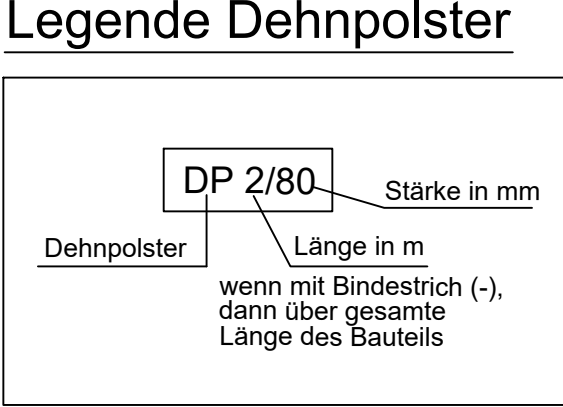 Legende Dehnpolster
DP 2/80
Stärke in mm
Dehnpolster
Länge in m
wenn mit Bindestrich (-),
dann über gesamte
Länge des Bauteils